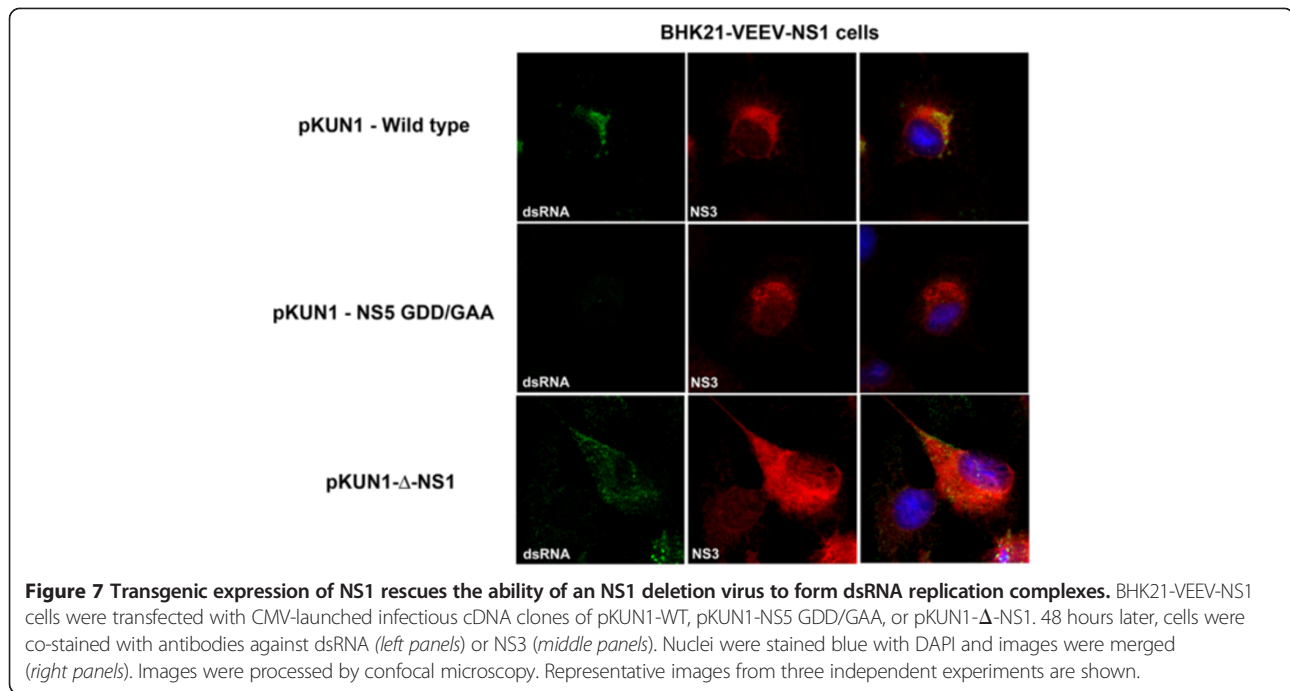 BHK21-VEEV-NS1 cells
pKUN1 - Wild type
dsRNA
NS3
pKUN1 - NS5 GDD/GAA
dsRNA
NS3
pKUN1-Δ-NS1
dsRNA
NS3
Figure 7 Transgenic expression of NS1 rescues the ability of an NS1 deletion virus to form dsRNA replication complexes. BHK21-VEEV-NS1
cells were transfected with CMV-launched infectious cDNA clones of pKUN1-WT, pKUN1-NS5 GDD/GAA, or pKUN1-Δ-NS1. 48 hours later, cells were
co-stained with antibodies against dsRNA (left panels) or NS3 (middle panels). Nuclei were stained blue with DAPI and images were merged
(right panels). Images were processed by confocal microscopy. Representative images from three independent experiments are shown.